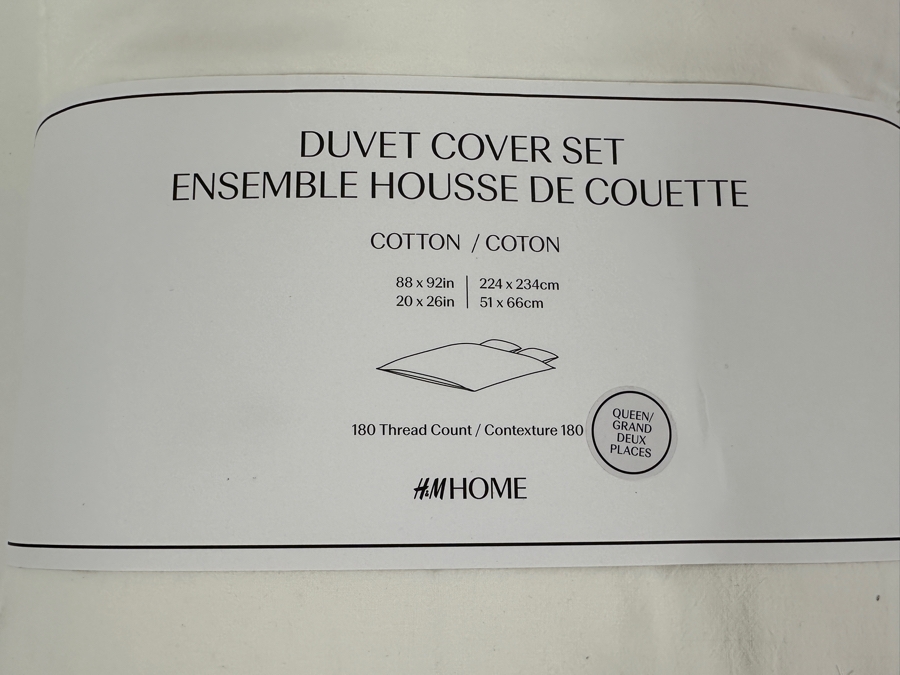 DUVET COVER SET
ENSEMBLE HOUSSE DE COUETTE
COTTON / COTON
88 x 92in | 224 x 234cm
20 x 26in | 51 x 66cm
180 Thread Count / Contexture 180
QUEEN/
GRAND
DEUX
PLACES
H&M HOME